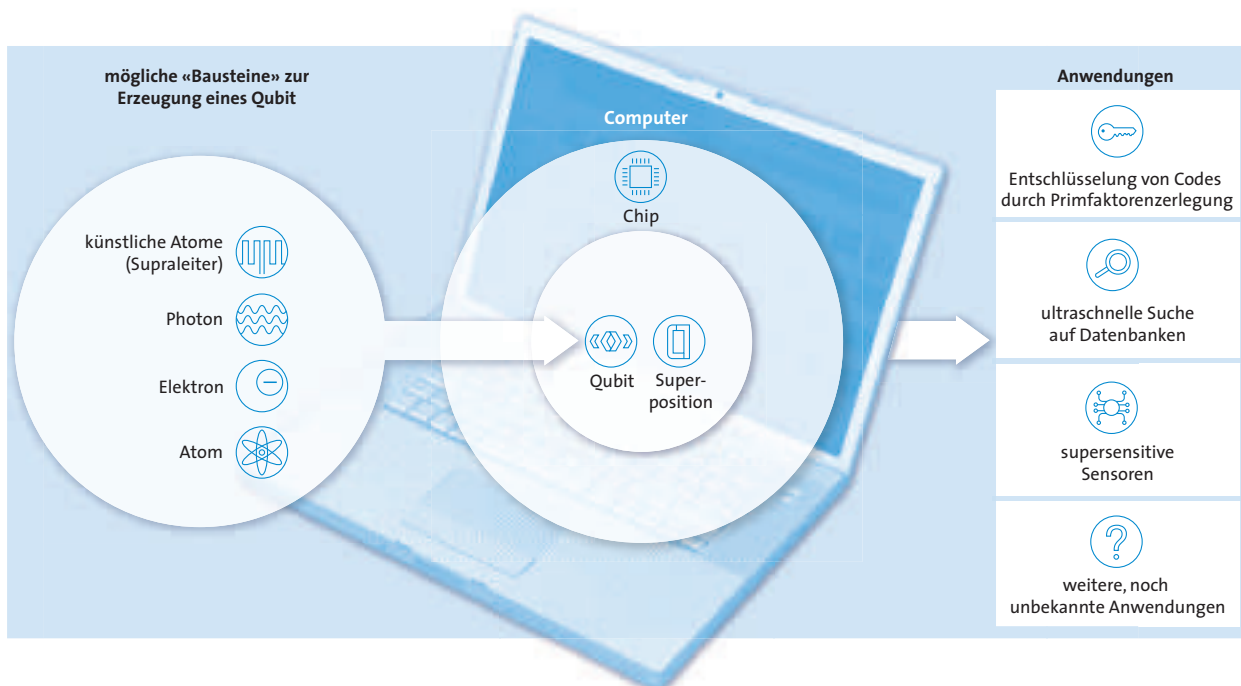 mögliche «Bausteine» zur
Erzeugung eines Qubit
künstliche Atome
(Supraleiter)
Photon
Elektron
Atom
Computer
Chip
Qubit
Super-
position
Anwendungen
Entschlüsselung von Codes
durch Primfaktorenzerlegung
ultraschnelle Suche
auf Datenbanken
supersensitive
Sensoren
weitere, noch
unbekannte Anwendungen